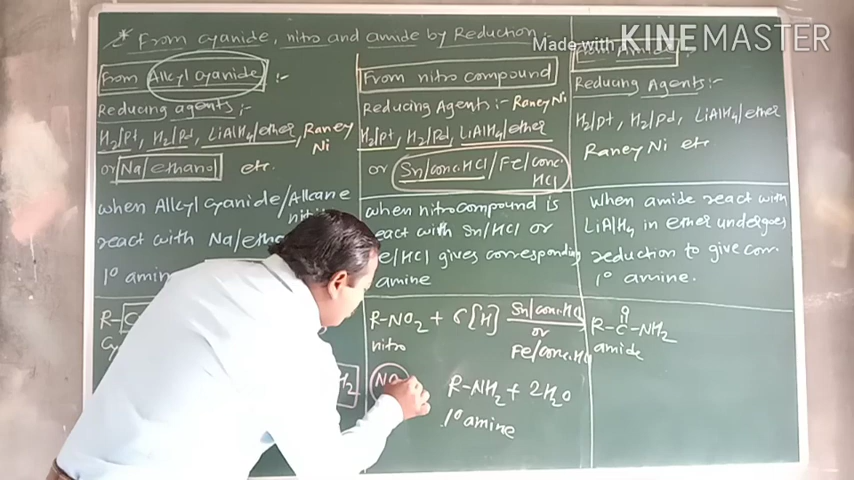 * From cyanide, nitro and amide by Reduction :-
Made with KINEMASTER
From Alkyl Cyanide :-
Reducing agents :-
H2/Pt, H2/Pd, LiAlH4/ether, Raney Ni
or Na/ethanol etc.
when Alkyl cyanide/Alkane
react with Na/etha
1° amin
R-C
From nitro compound
Reducing Agents :- Raney Ni
H2/Pt, H2/Pd, LiAlH4/ether
or Sn/conc.HCl/Fe/conc. HCl
when nitrocompound is
react with Sn/HCl or
e/HCl gives corresponding
amine
R-NO2 + 6[H] Sn/conc.HCl
nitro or
Fe/conc.HCl
H2 NO R-NH2 + 2H2O
1° amine
Reducing Agents :-
H2/Pt, H2/Pd, LiAlH4/ether
Raney Ni etc.
When amide react with
LiAlH4 in ether undergoes
reduction to give corr.
1° amine.
O
R-C-NH2
amide